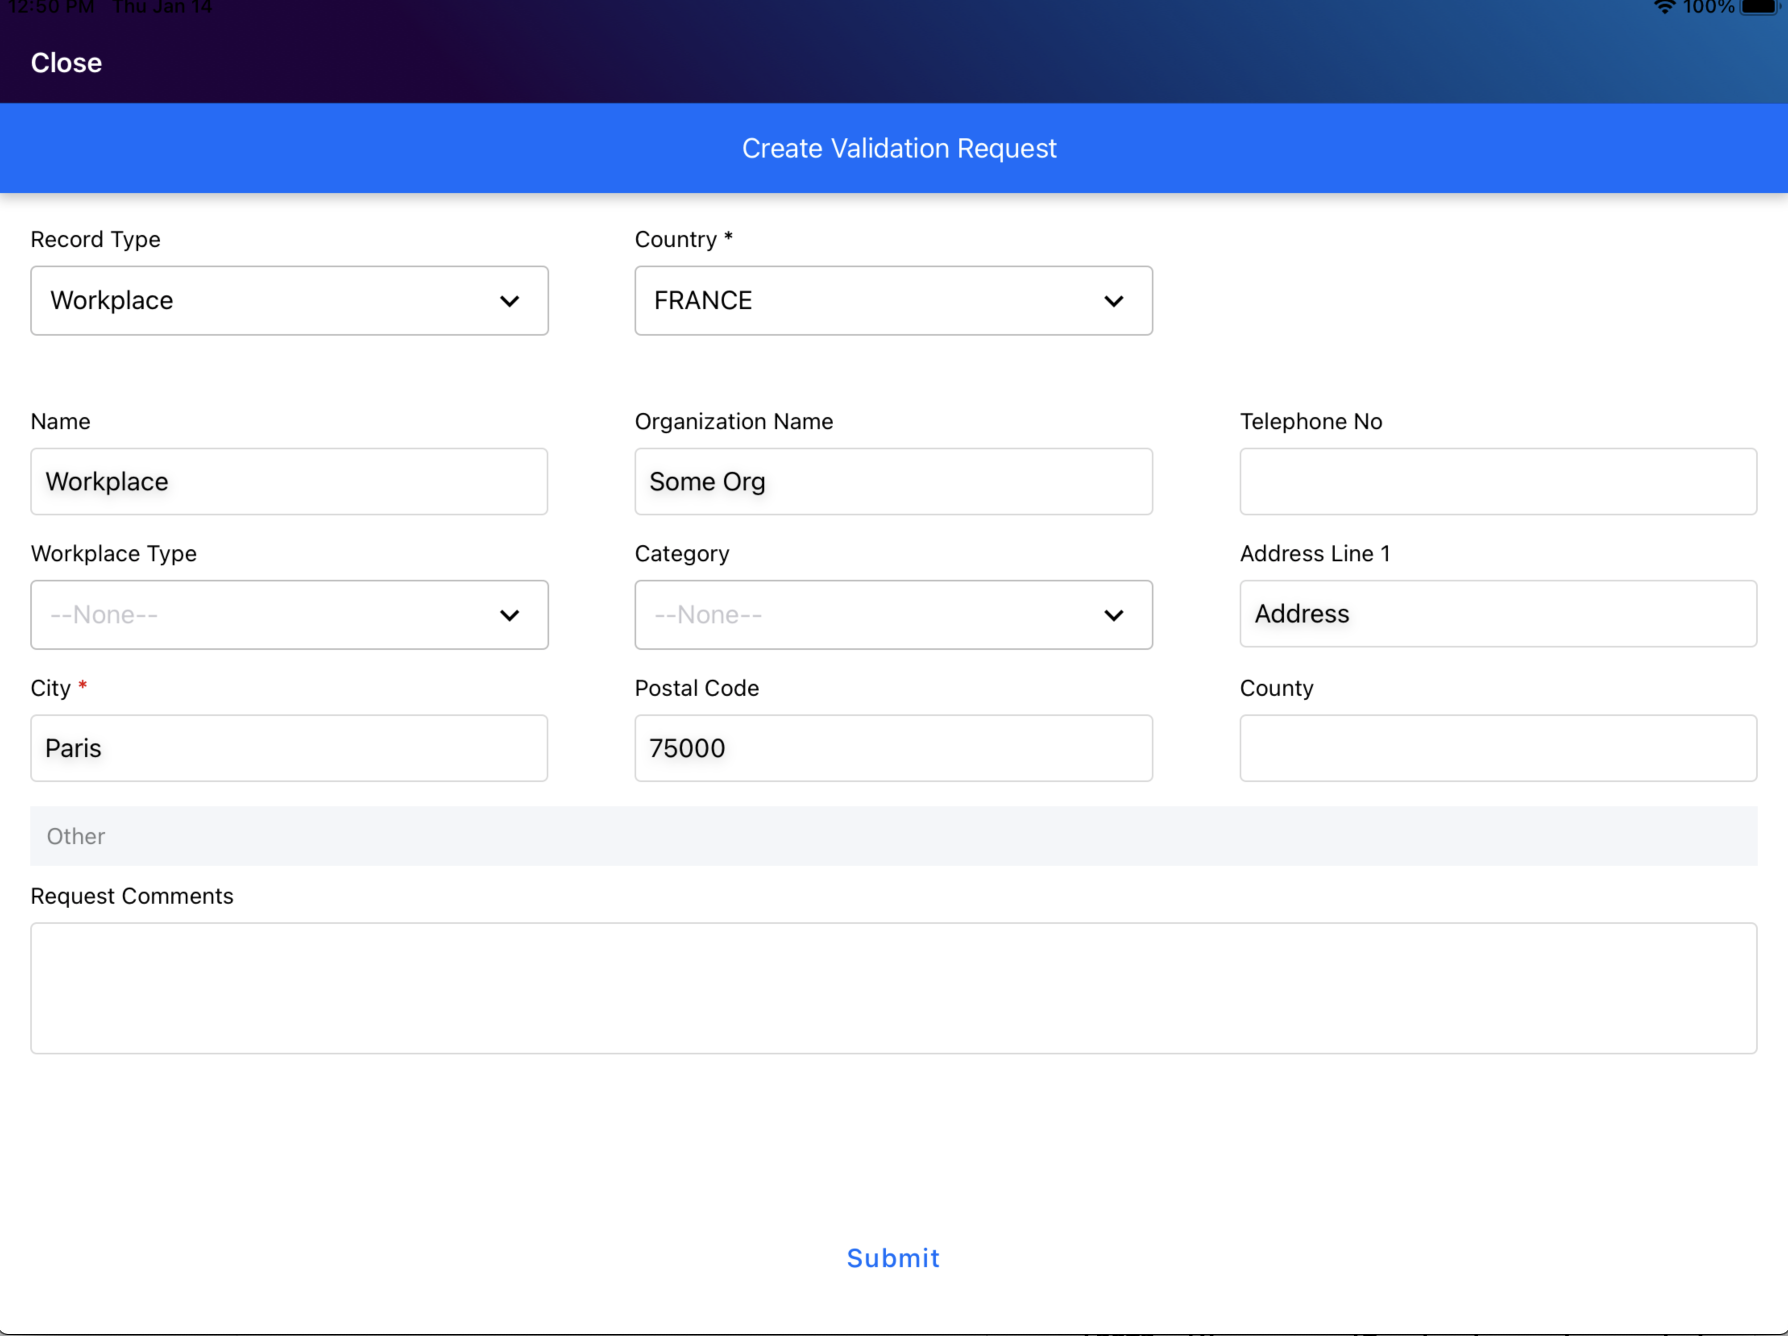 12:50 PM Thu Jan 14
100%
Close
Create Validation Request
Record Type
Country *
Workplace
FRANCE
Name
Organization Name
Telephone No
Workplace
Some Org
Workplace Type
Category
Address Line 1
--None--
--None--
Address
City *
Postal Code
County
Paris
75000
Other
Request Comments
Submit